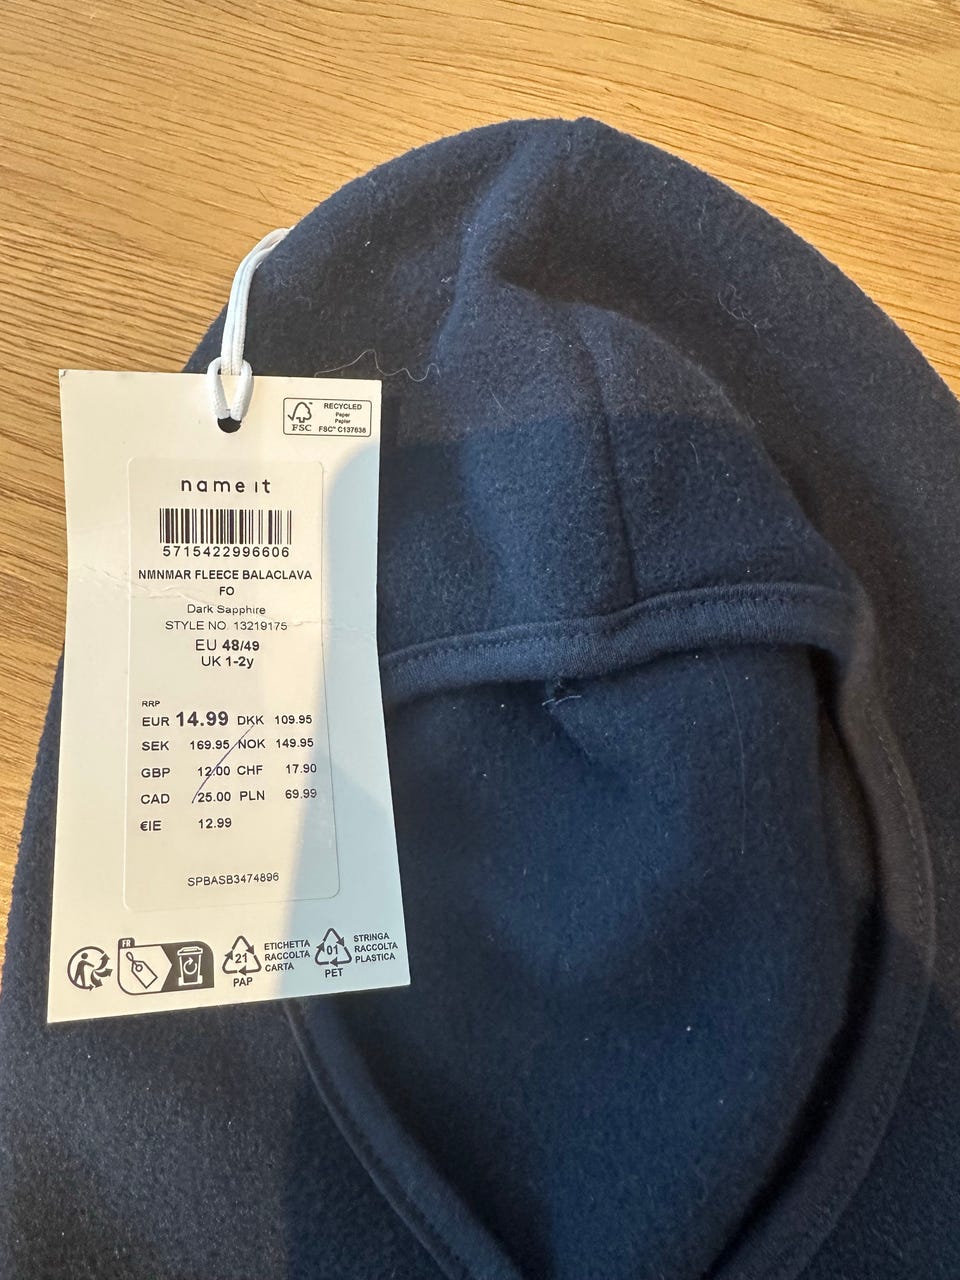 RECYCLED
Paper
Papier
FSC® C137636
FSC
name it
5715422996606
NMNMAR FLEECE BALACLAVA
FO
Dark Sapphire
STYLE NO. 13219175
EU 48/49
UK 1-2y
RRP
EUR 14.99 DKK 109.95
SEK 169.95 NOK 149.95
GBP 12.00 CHF 17.90
CAD 25.00 PLN 69.99
€IE 12.99
SPBASB3474896
FR
21
PAP
ETICHETTA
RACCOLTA
CARTA
01
PET
STRINGA
RACCOLTA
PLASTICA